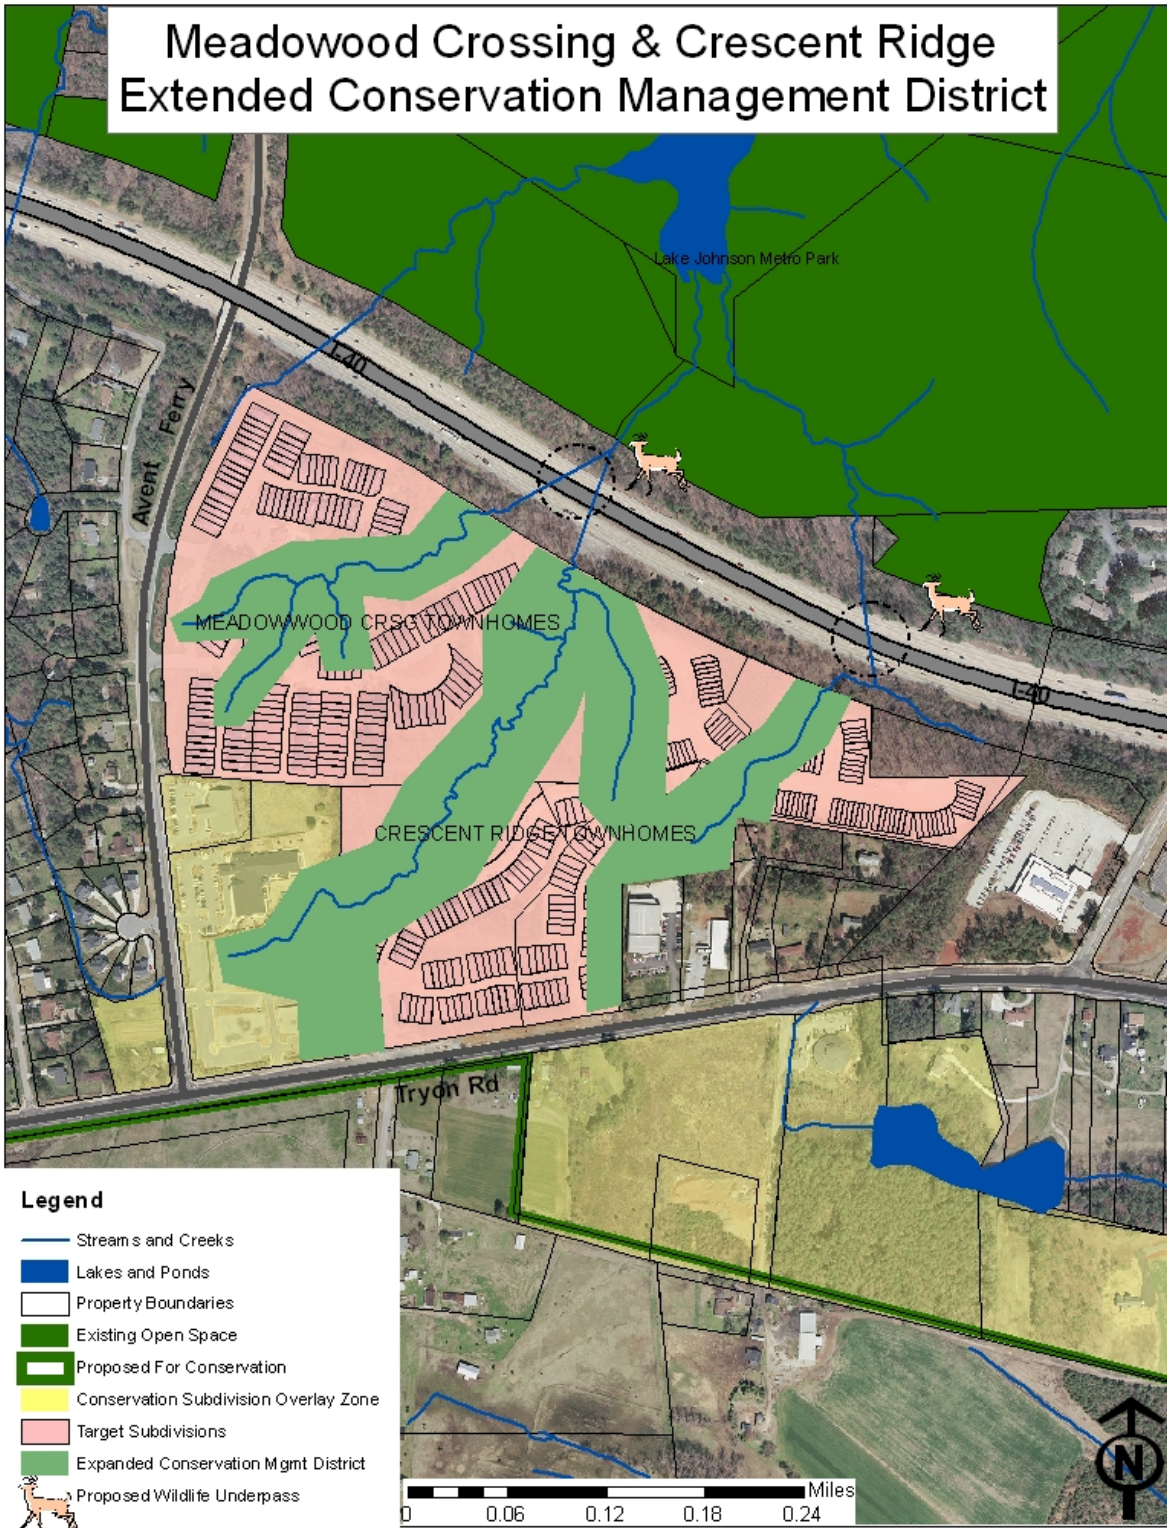 Meadowood Crossing & Crescent Ridge
Extended Conservation Management District
Lake Johnson Metro Park
I-40
Avent Ferry
MEADOWWOOD CRSG TOWNHOMES
I-40
CRESCENT RIDGE TOWNHOMES
Tryon Rd
Legend
Streams and Creeks
Lakes and Ponds
Property Boundaries
Existing Open Space
Proposed For Conservation
Conservation Subdivision Overlay Zone
Target Subdivisions
Expanded Conservation Mgmt District
Proposed Wildlife Underpass
Miles
0 0.06 0.12 0.18 0.24
N